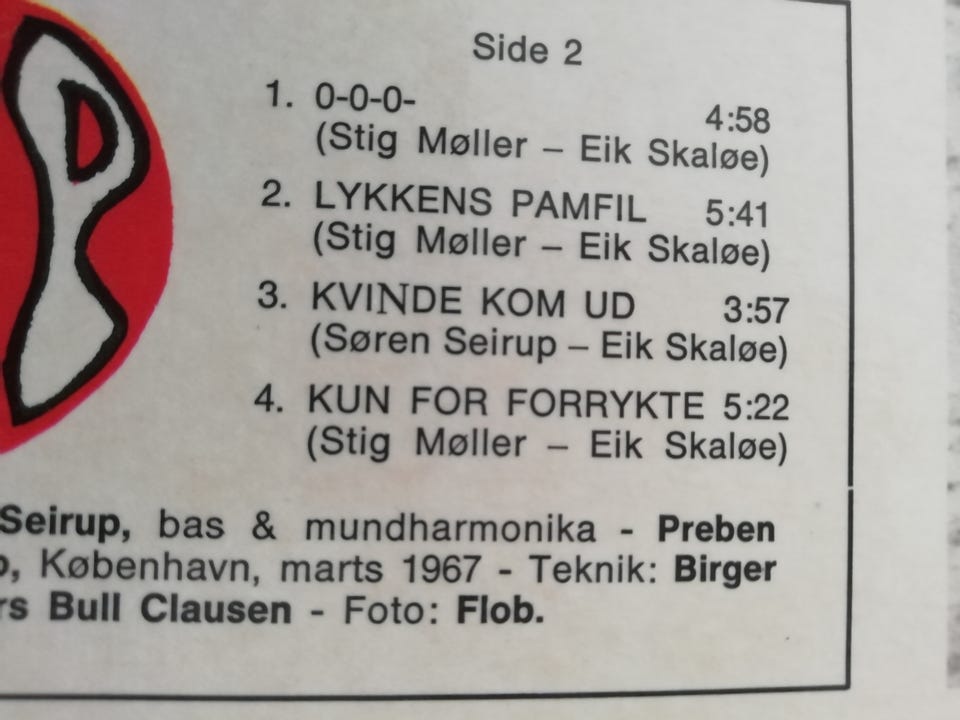 Side 2
1. 0-0-0- 4:58
(Stig Møller – Eik Skaløe)
2. LYKKENS PAMFIL 5:41
(Stig Møller – Eik Skaløe)
3. KVINDE KOM UD 3:57
(Søren Seirup – Eik Skaløe)
4. KUN FOR FORRYKTE 5:22
(Stig Møller – Eik Skaløe)
Seirup, bas & mundharmonika - Preben
København, marts 1967 - Teknik: Birger
Bull Clausen - Foto: Flob.